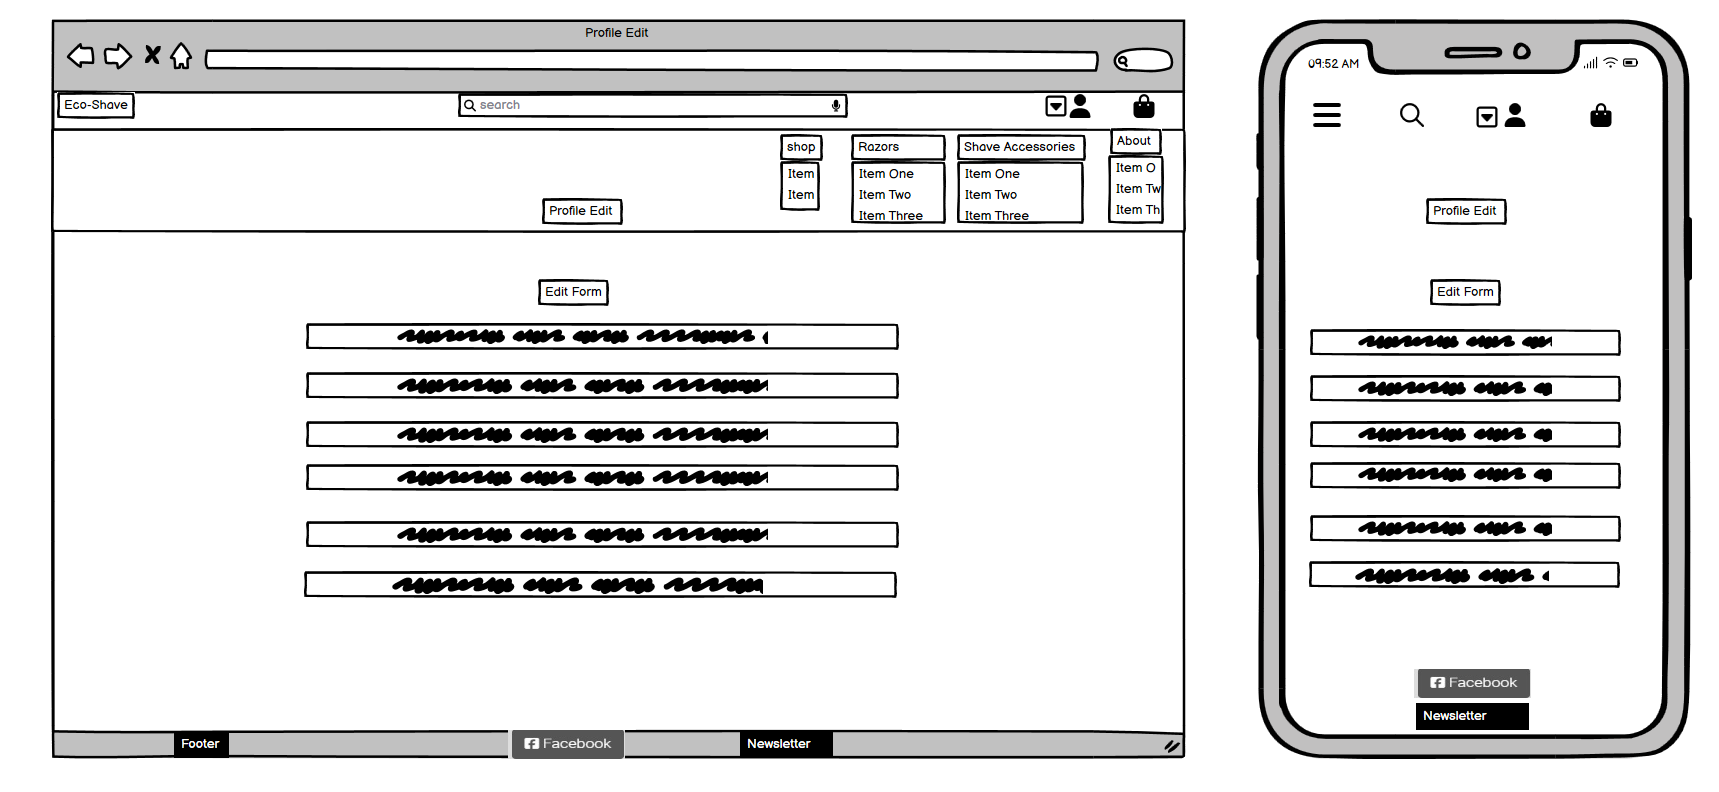 Profile Edit
Eco-Shave
search
shop
Razors
Shave Accessories
About
Item
Item
Item One
Item Two
Item Three
Item One
Item Two
Item Three
Item O
Item Tw
Item Th
Profile Edit
Edit Form
Footer
Facebook
Newsletter
09:52 AM
Profile Edit
Edit Form
Facebook
Newsletter